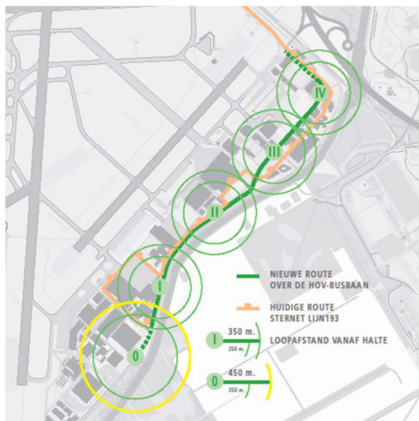 IV
III
II
I
0
NIEUWE ROUTE
OVER DE HOV-BUSBAAN
HUIDIGE ROUTE
STERNET LIJN193
I
350 m.
250 m.
LOOPAFSTAND VANAF HALTE
0
450 m.
250 m.